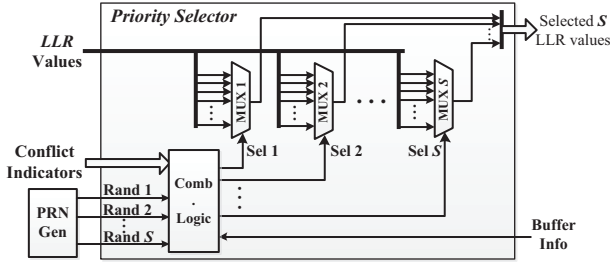 Priority Selector
LLR
Values
Selected S
LLR values
MUX 1
MUX 2
MUX S
Sel 1
Sel 2
Sel S
Conflict
Indicators
Comb
.
Logic
PRN
Gen
Rand 1
Rand 2
Rand S
Buffer
Info